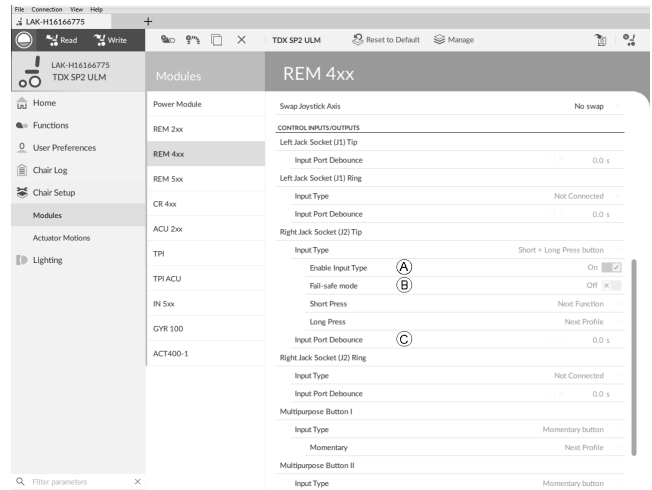 File Connection View Help
LAK-H16166775 +
Read Write TDX SP2 ULM Reset to Default Manage
LAK-H16166775
TDX SP2 ULM
Home
Functions
User Preferences
Chair Log
Chair Setup
Modules
Actuator Motions
Lighting
Filter parameters
Modules
Power Module
REM 2xx
REM 4xx
REM 5xx
CR 4xx
ACU 2xx
TPI
TPI ACU
IN 5xx
GYR 100
ACT400-1
REM 4xx
Swap Joystick Axis No swap
CONTROL INPUTS/OUTPUTS
Left Jack Socket (J1) Tip
Input Port Debounce 0.0 s
Left Jack Socket (J1) Ring
Input Type Not Connected
Input Port Debounce 0.0 s
Right Jack Socket (J2) Tip
Input Type Short + Long Press button
Enable Input Type A On
Fail-safe mode B Off
Short Press Next Function
Long Press Next Profile
Input Port Debounce C 0.0 s
Right Jack Socket (J2) Ring
Input Type Not Connected
Input Port Debounce 0.0 s
Multipurpose Button I
Input Type Momentary button
Momentary Next Profile
Multipurpose Button II
Input Type Momentary button